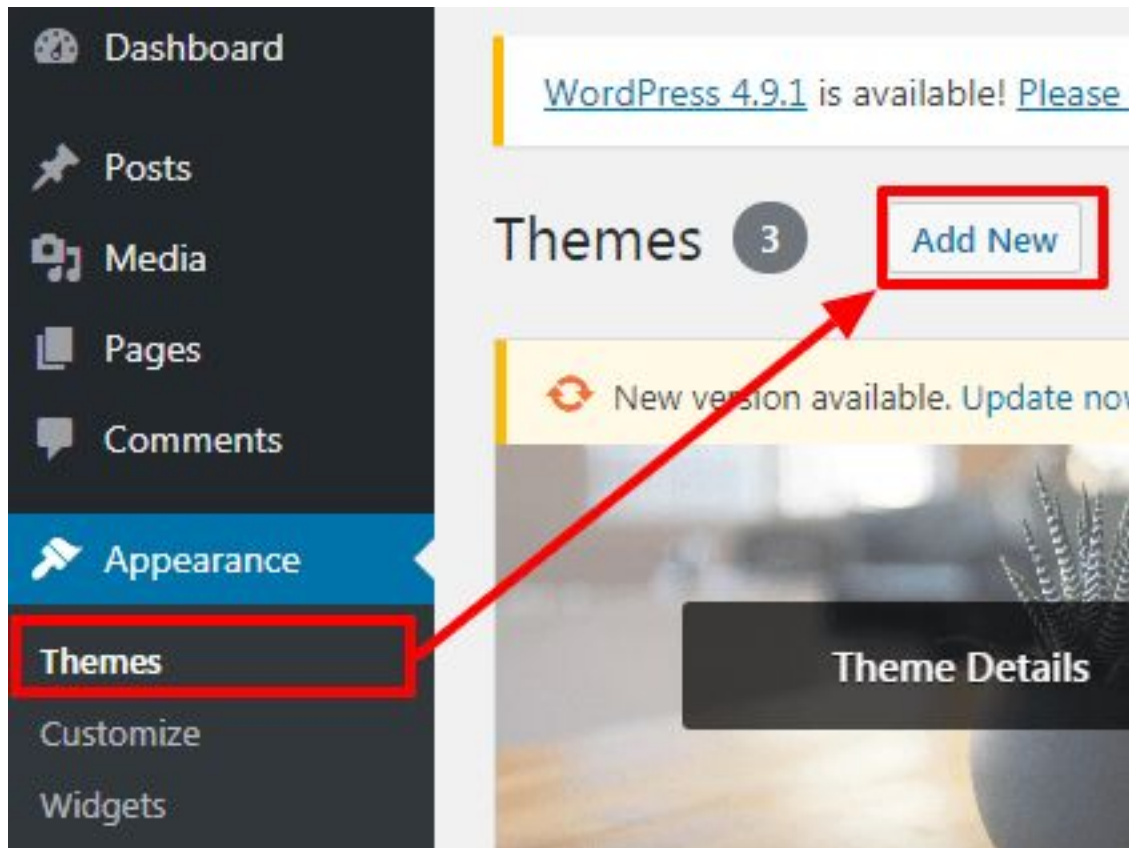 Dashboard
Posts
Media
Pages
Comments
Appearance
Themes
Customize
Widgets
WordPress 4.9.1 is available! Please
Themes 3 Add New
New version available. Update now
Theme Details